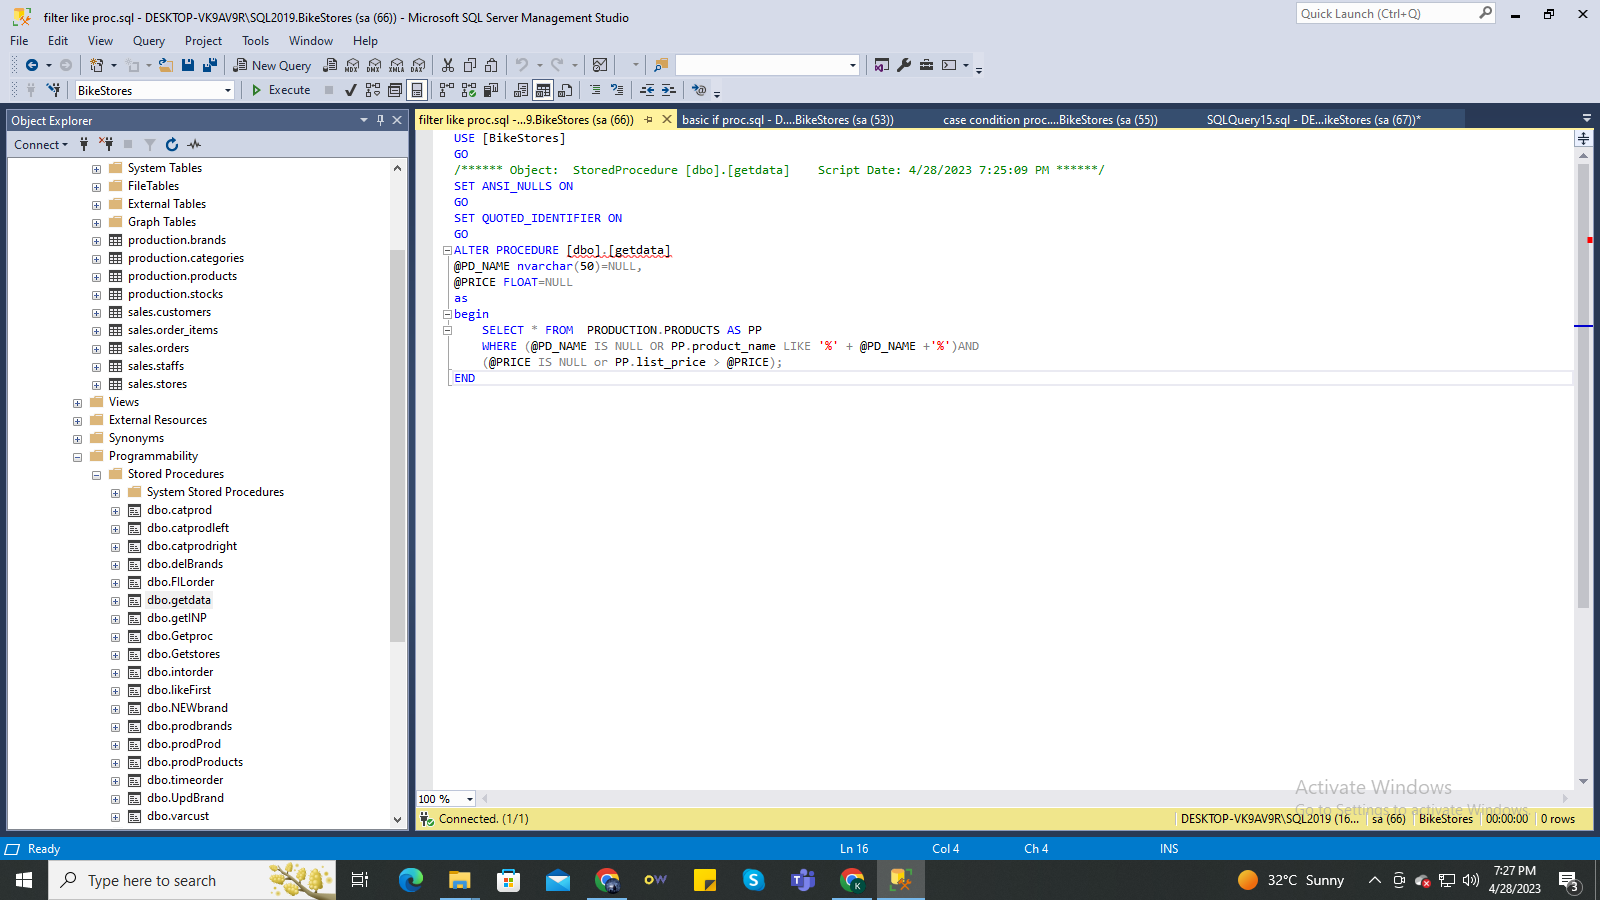 filter like proc.sql - DESKTOP-VK9AV9R\SQL2019.BikeStores (sa (66)) - Microsoft SQL Server Management Studio
Quick Launch (Ctrl+Q)
File Edit View Query Project Tools Window Help
New Query
MDX DMX XMLA DAX
BikeStores
Execute
Object Explorer
filter like proc.sql -...9.BikeStores (sa (66)) basic if proc.sql - D....BikeStores (sa (53)) case condition proc....BikeStores (sa (55)) SQLQuery15.sql - DE...ikeStores (sa (67))*
Connect
System Tables
FileTables
External Tables
Graph Tables
production.brands
production.categories
production.products
production.stocks
sales.customers
sales.order_items
sales.orders
sales.staffs
sales.stores
Views
External Resources
Synonyms
Programmability
Stored Procedures
System Stored Procedures
dbo.catprod
dbo.catprodleft
dbo.catprodright
dbo.delBrands
dbo.FILorder
dbo.getdata
dbo.getINP
dbo.Getproc
dbo.Getstores
dbo.intorder
dbo.likeFirst
dbo.NEWbrand
dbo.prodbrands
dbo.prodProd
dbo.prodProducts
dbo.timeorder
dbo.UpdBrand
dbo.varcust
USE [BikeStores]
GO
/****** Object:  StoredProcedure [dbo].[getdata]    Script Date: 4/28/2023 7:25:09 PM ******/
SET ANSI_NULLS ON
GO
SET QUOTED_IDENTIFIER ON
GO
ALTER PROCEDURE [dbo].[getdata]
@PD_NAME nvarchar(50)=NULL,
@PRICE FLOAT=NULL
as
begin
SELECT * FROM  PRODUCTION.PRODUCTS AS PP
WHERE (@PD_NAME IS NULL OR PP.product_name LIKE '%' + @PD_NAME +'%')AND
(@PRICE IS NULL or PP.list_price > @PRICE);
END
100 %
Activate Windows
Go to Settings to activate Windows.
Connected. (1/1)
DESKTOP-VK9AV9R\SQL2019 (16... sa (66) BikeStores 00:00:00 0 rows
Ready
Ln 16 Col 4 Ch 4 INS
Type here to search
32°C Sunny
7:27 PM
4/28/2023
3